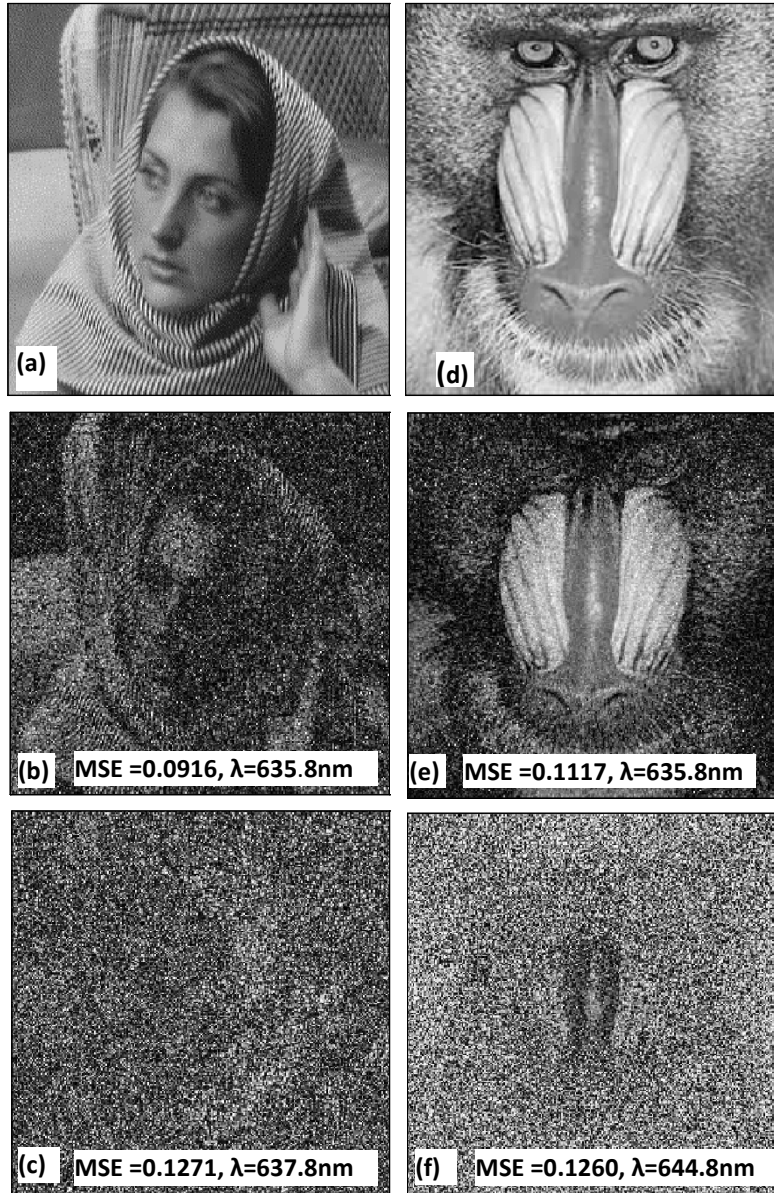 (a)
(d)
(b) MSE =0.0916, λ=635.8nm
(e) MSE =0.1117, λ=635.8nm
(c) MSE =0.1271, λ=637.8nm
(f) MSE =0.1260, λ=644.8nm